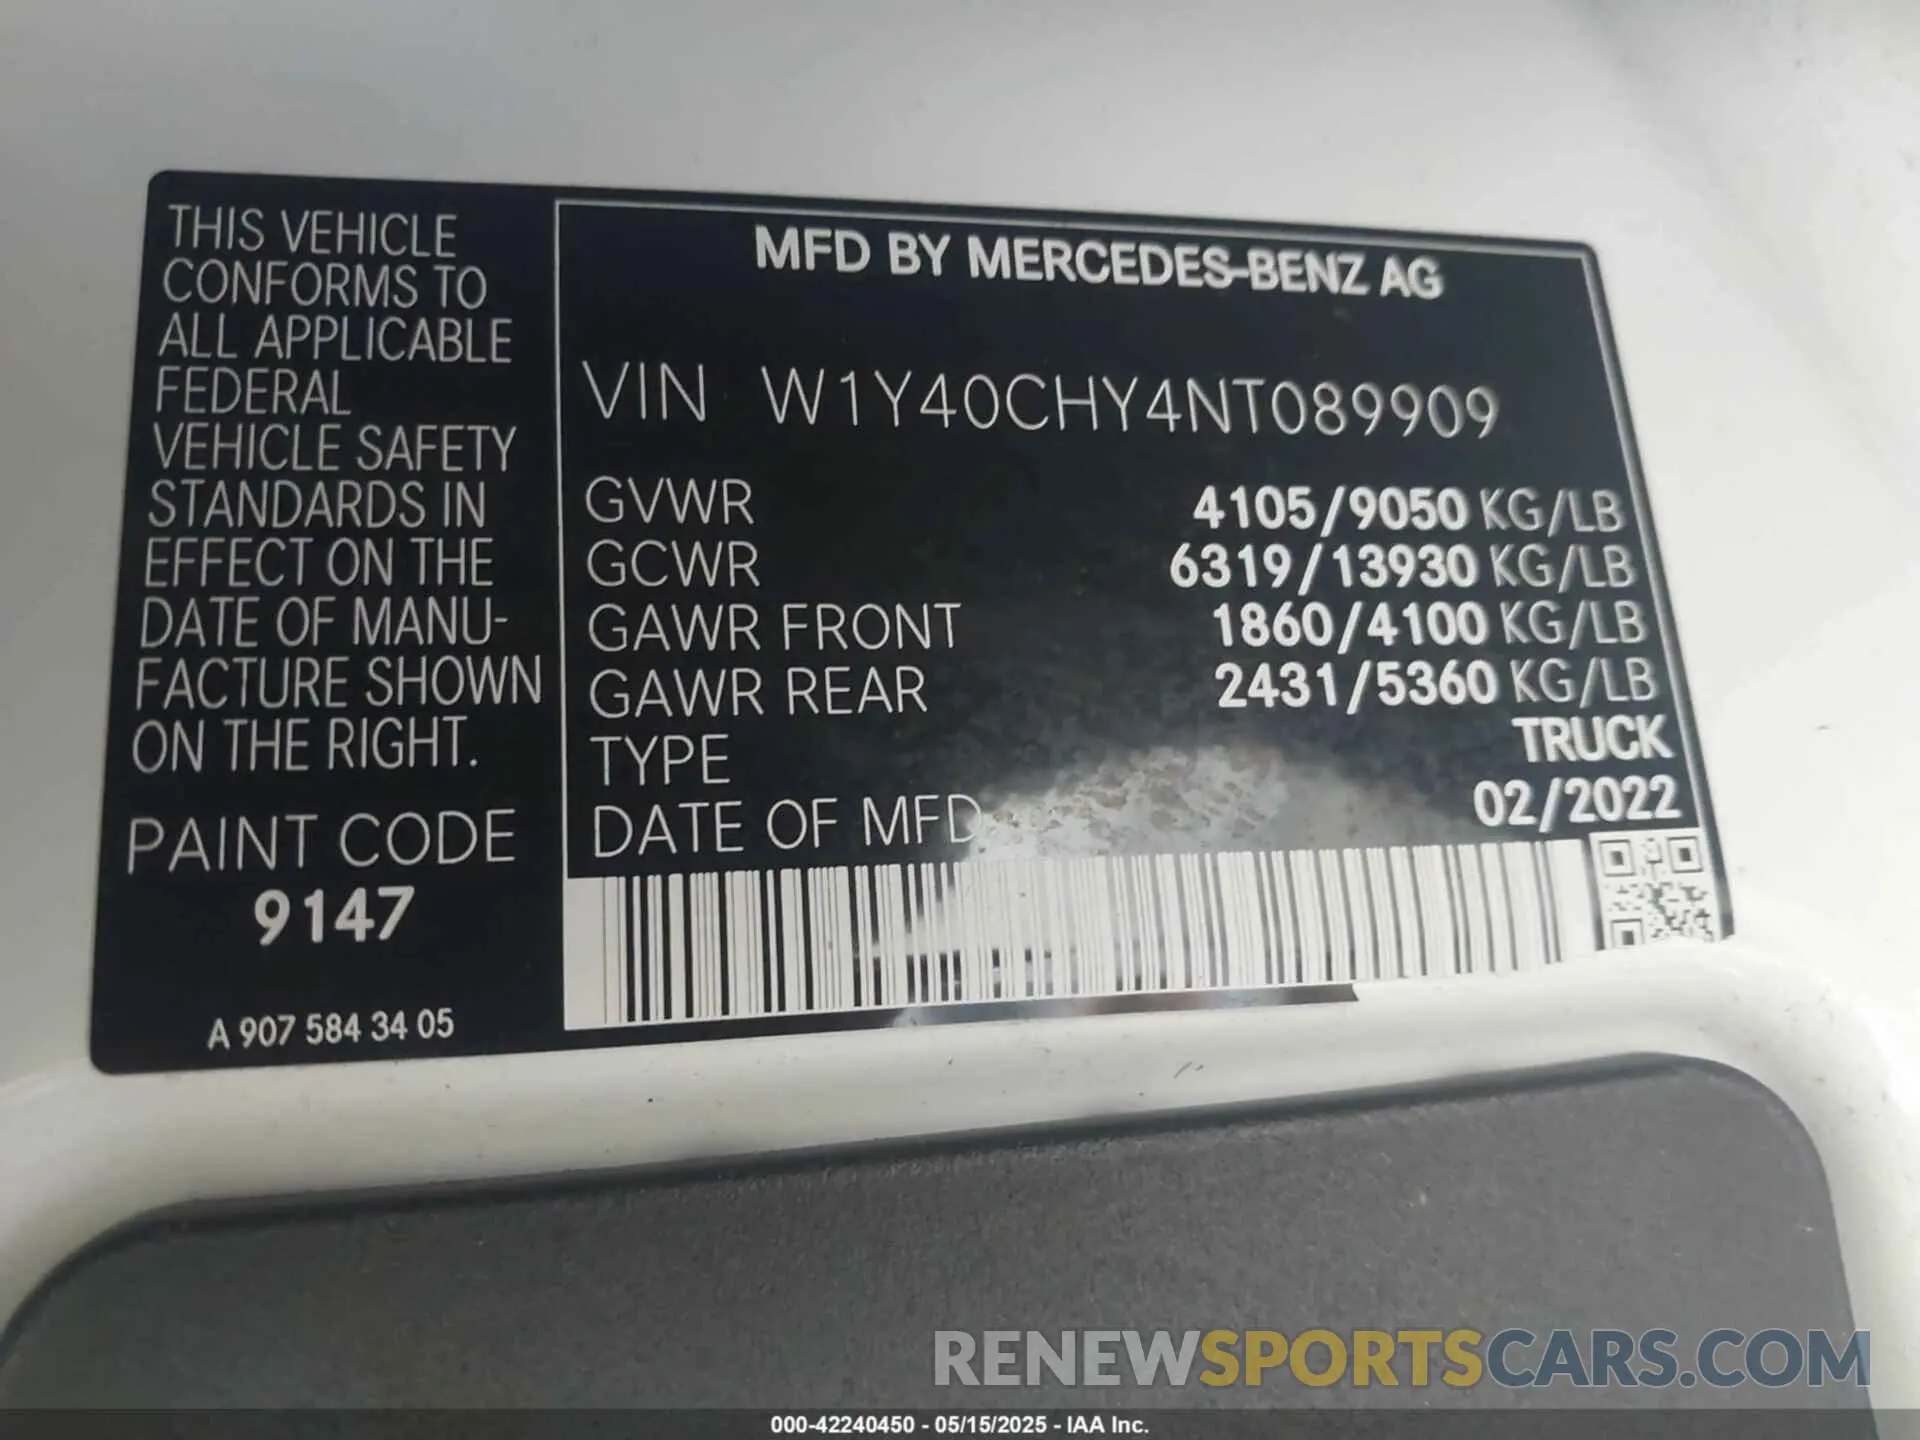 THIS VEHICLE
CONFORMS TO
ALL APPLICABLE
FEDERAL
VEHICLE SAFETY
STANDARDS IN
EFFECT ON THE
DATE OF MANU-
FACTURE SHOWN
ON THE RIGHT.
PAINT CODE
9147
A 907 584 34 05
MFD BY MERCEDES-BENZ AG
VIN W1Y40CHY4NT089909
GVWR 4105/9050 KG/LB
GCWR 6319/13930 KG/LB
GAWR FRONT 1860/4100 KG/LB
GAWR REAR 2431/5360 KG/LB
TYPE TRUCK
DATE OF MFD 02/2022
RENEWSPORTSCARS.COM
000-42240450 - 05/15/2025 - IAA Inc.